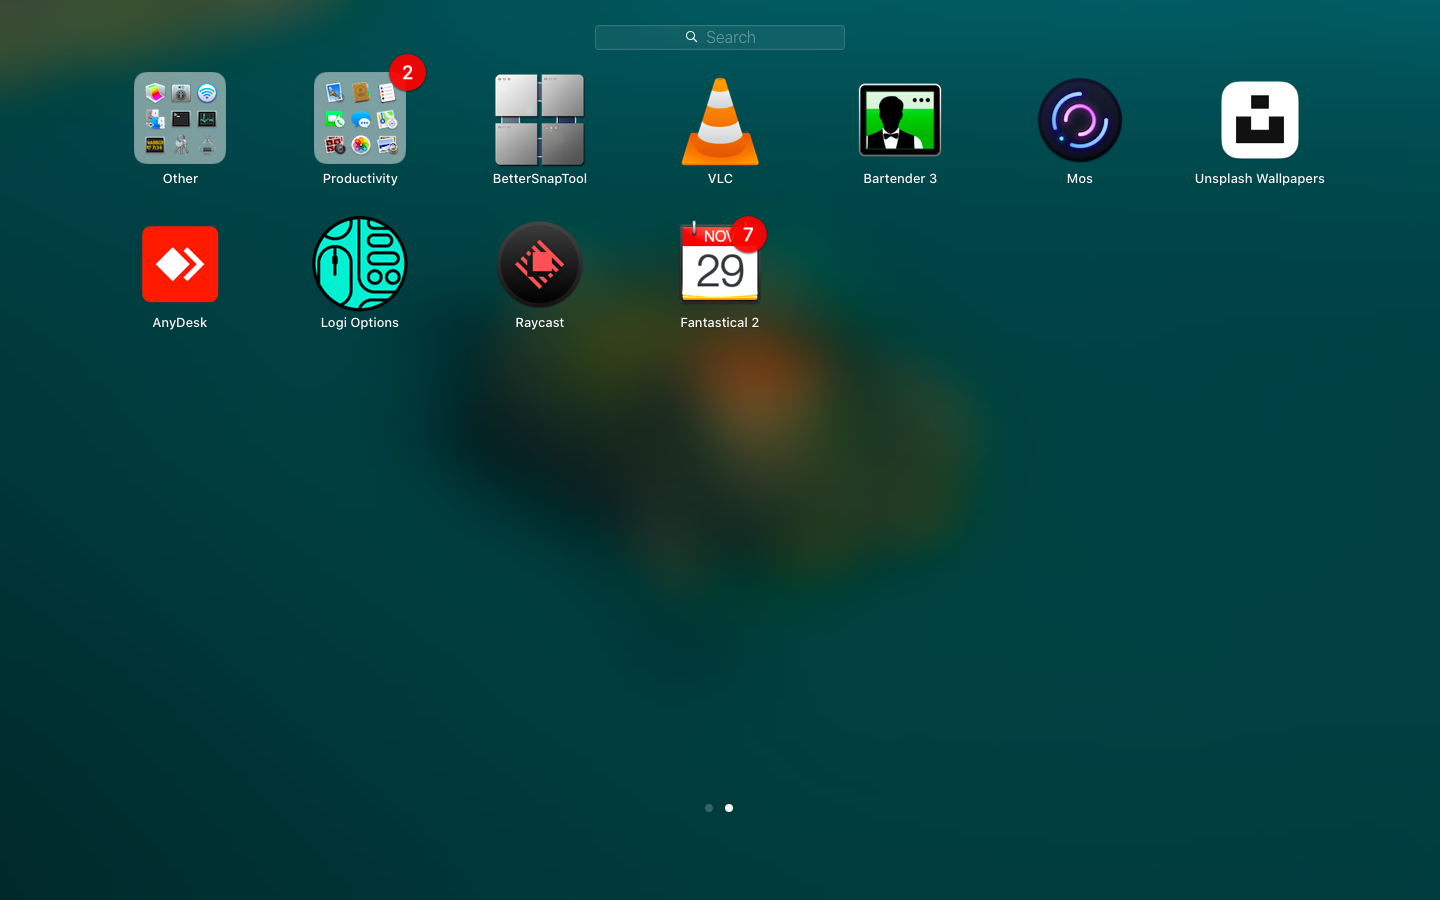 Search
2
Other
Productivity
BetterSnapTool
VLC
Bartender 3
Mos
Unsplash Wallpapers
NOV
7
29
AnyDesk
Logi Options
Raycast
Fantastical 2